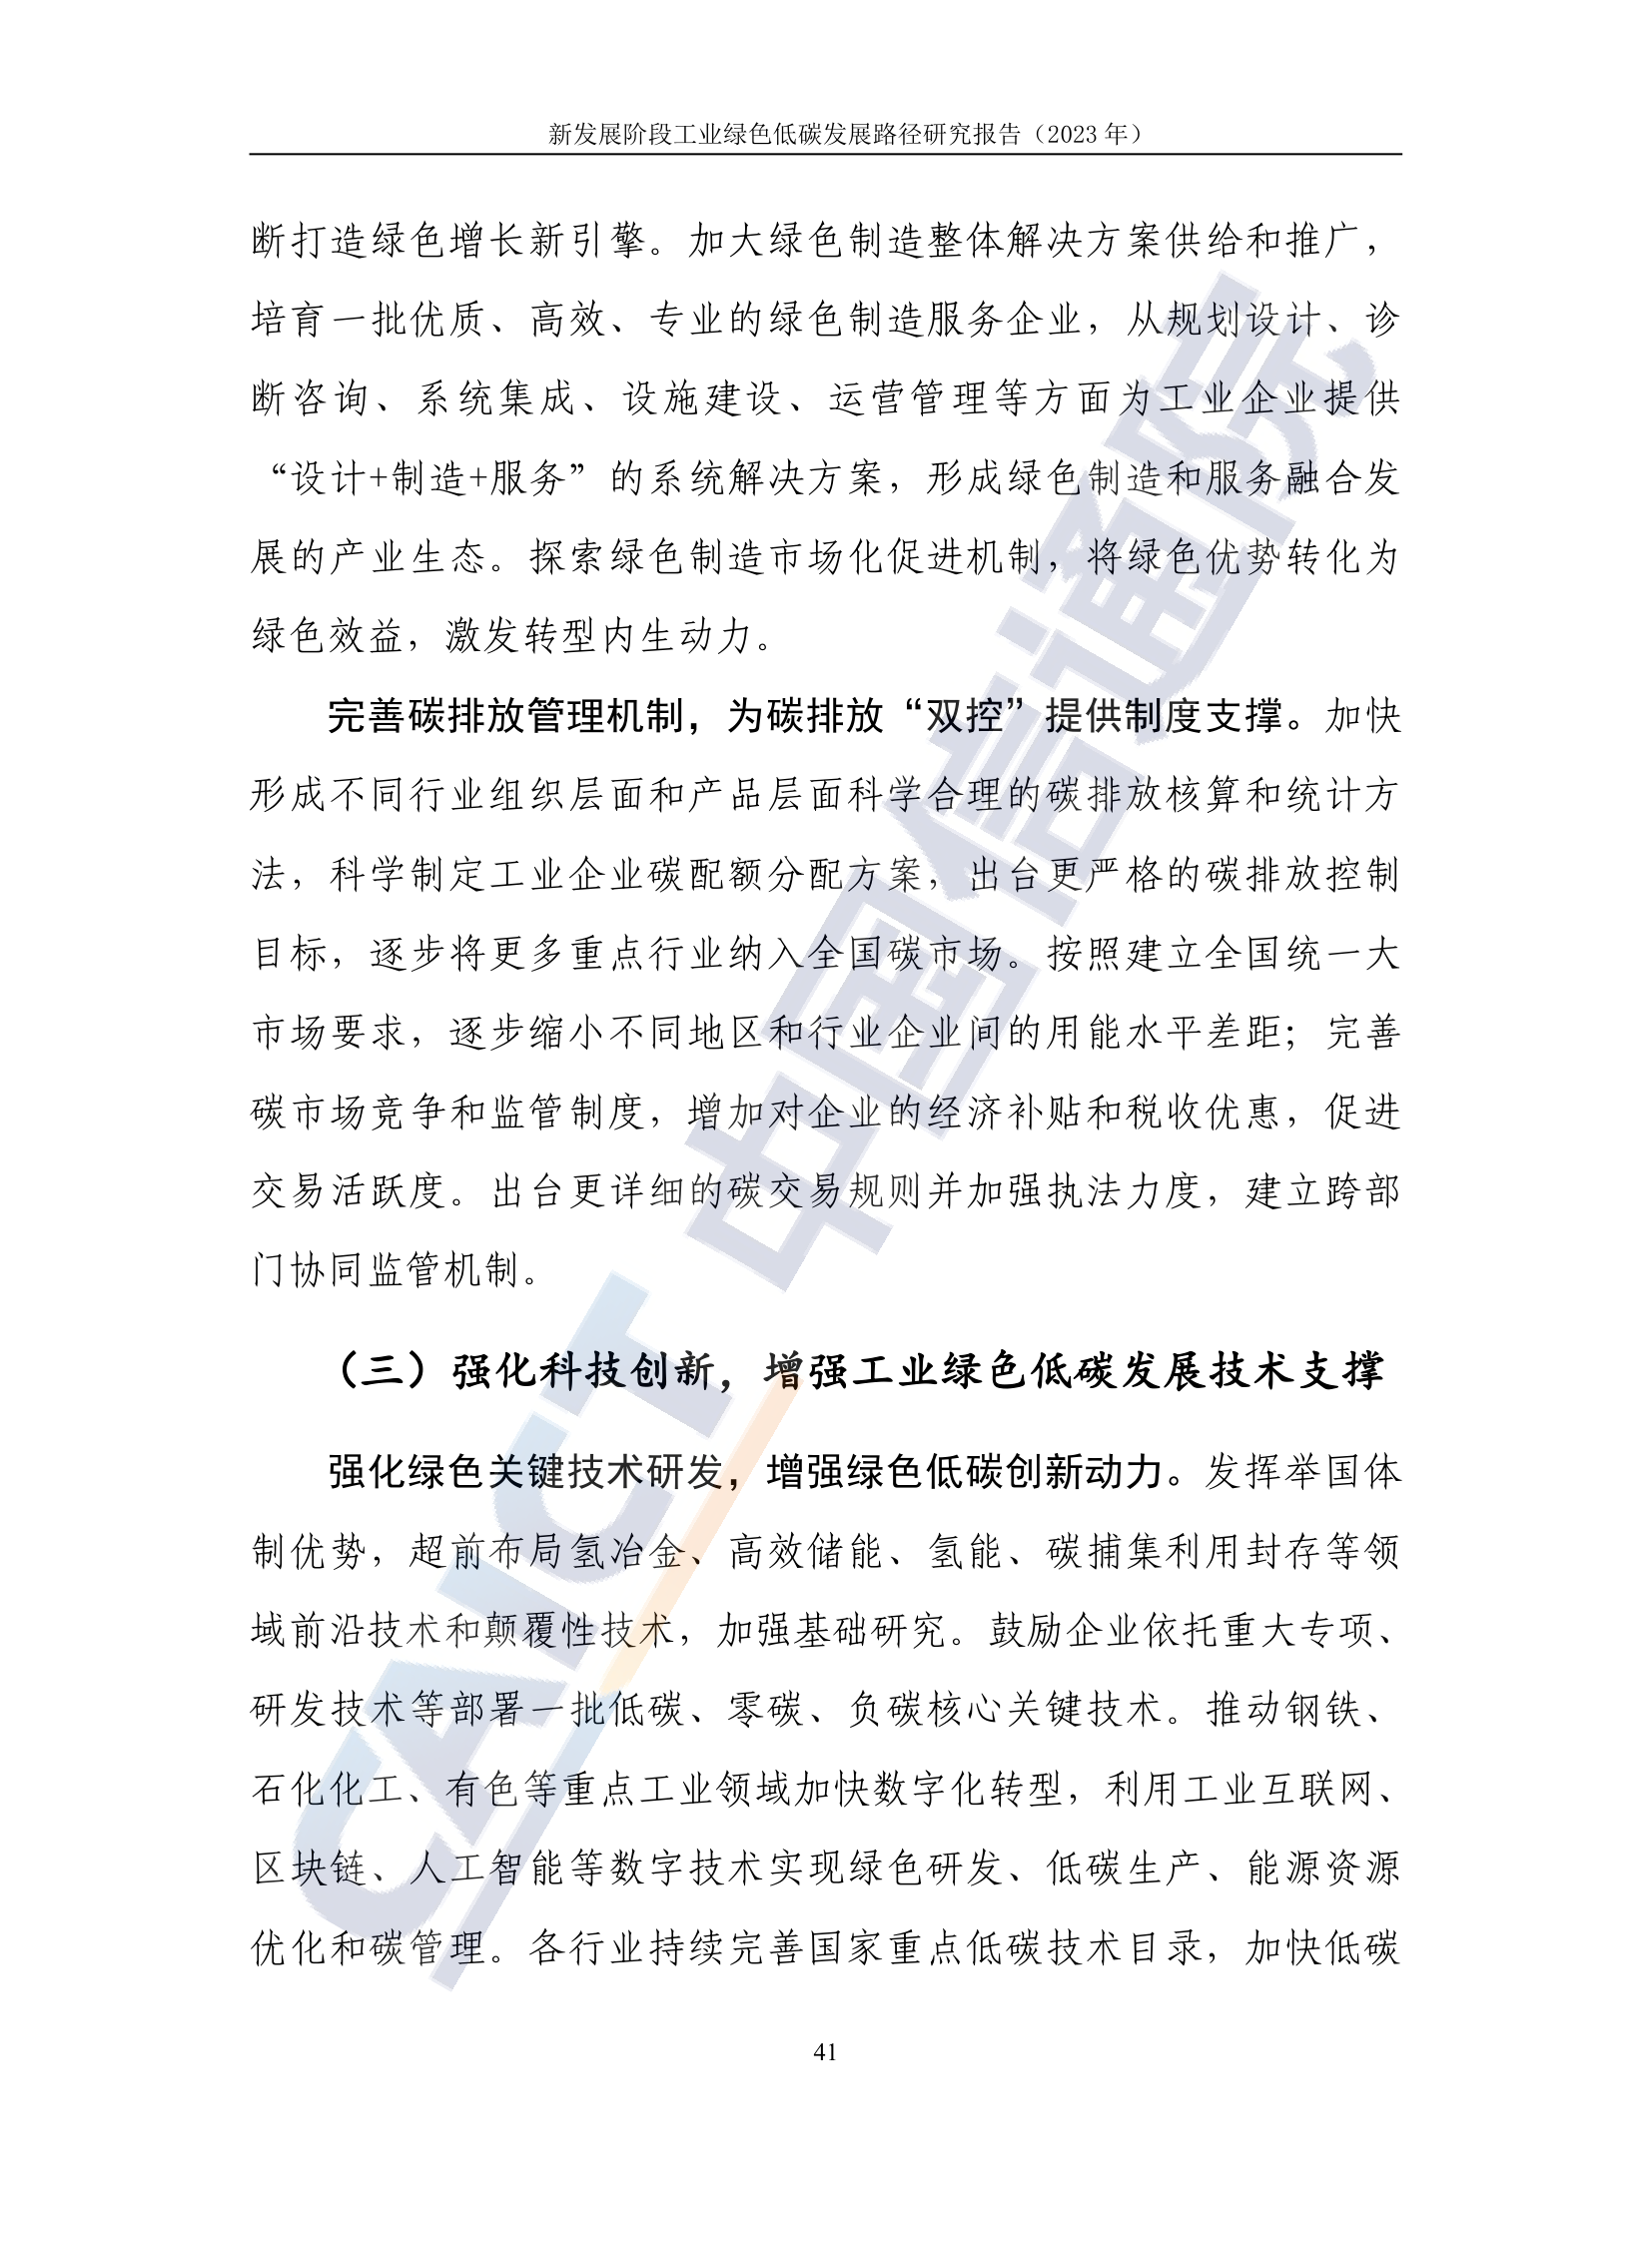 新发展阶段工业绿色低碳发展路径研究报告（2023 年）
断打造绿色增长新引擎。加大绿色制造整体解决方案供给和推广，
培育一批优质、高效、专业的绿色制造服务企业，从规划设计、诊
断咨询、系统集成、设施建设、运营管理等方面为工业企业提供
“设计+制造+服务”的系统解决方案，形成绿色制造和服务融合发
展的产业生态。探索绿色制造市场化促进机制，将绿色优势转化为
绿色效益，激发转型内生动力。
完善碳排放管理机制，为碳排放“双控”提供制度支撑。加快
形成不同行业组织层面和产品层面科学合理的碳排放核算和统计方
法，科学制定工业企业碳配额分配方案，出台更严格的碳排放控制
目标，逐步将更多重点行业纳入全国碳市场。按照建立全国统一大
市场要求，逐步缩小不同地区和行业企业间的用能水平差距；完善
碳市场竞争和监管制度，增加对企业的经济补贴和税收优惠，促进
交易活跃度。出台更详细的碳交易规则并加强执法力度，建立跨部
门协同监管机制。
（三）强化科技创新，增强工业绿色低碳发展技术支撑
强化绿色关键技术研发，增强绿色低碳创新动力。发挥举国体
制优势，超前布局氢冶金、高效储能、氢能、碳捕集利用封存等领
域前沿技术和颠覆性技术，加强基础研究。鼓励企业依托重大专项、
研发技术等部署一批低碳、零碳、负碳核心关键技术。推动钢铁、
石化化工、有色等重点工业领域加快数字化转型，利用工业互联网、
区块链、人工智能等数字技术实现绿色研发、低碳生产、能源资源
优化和碳管理。各行业持续完善国家重点低碳技术目录，加快低碳
41
CAICT 中国信通院